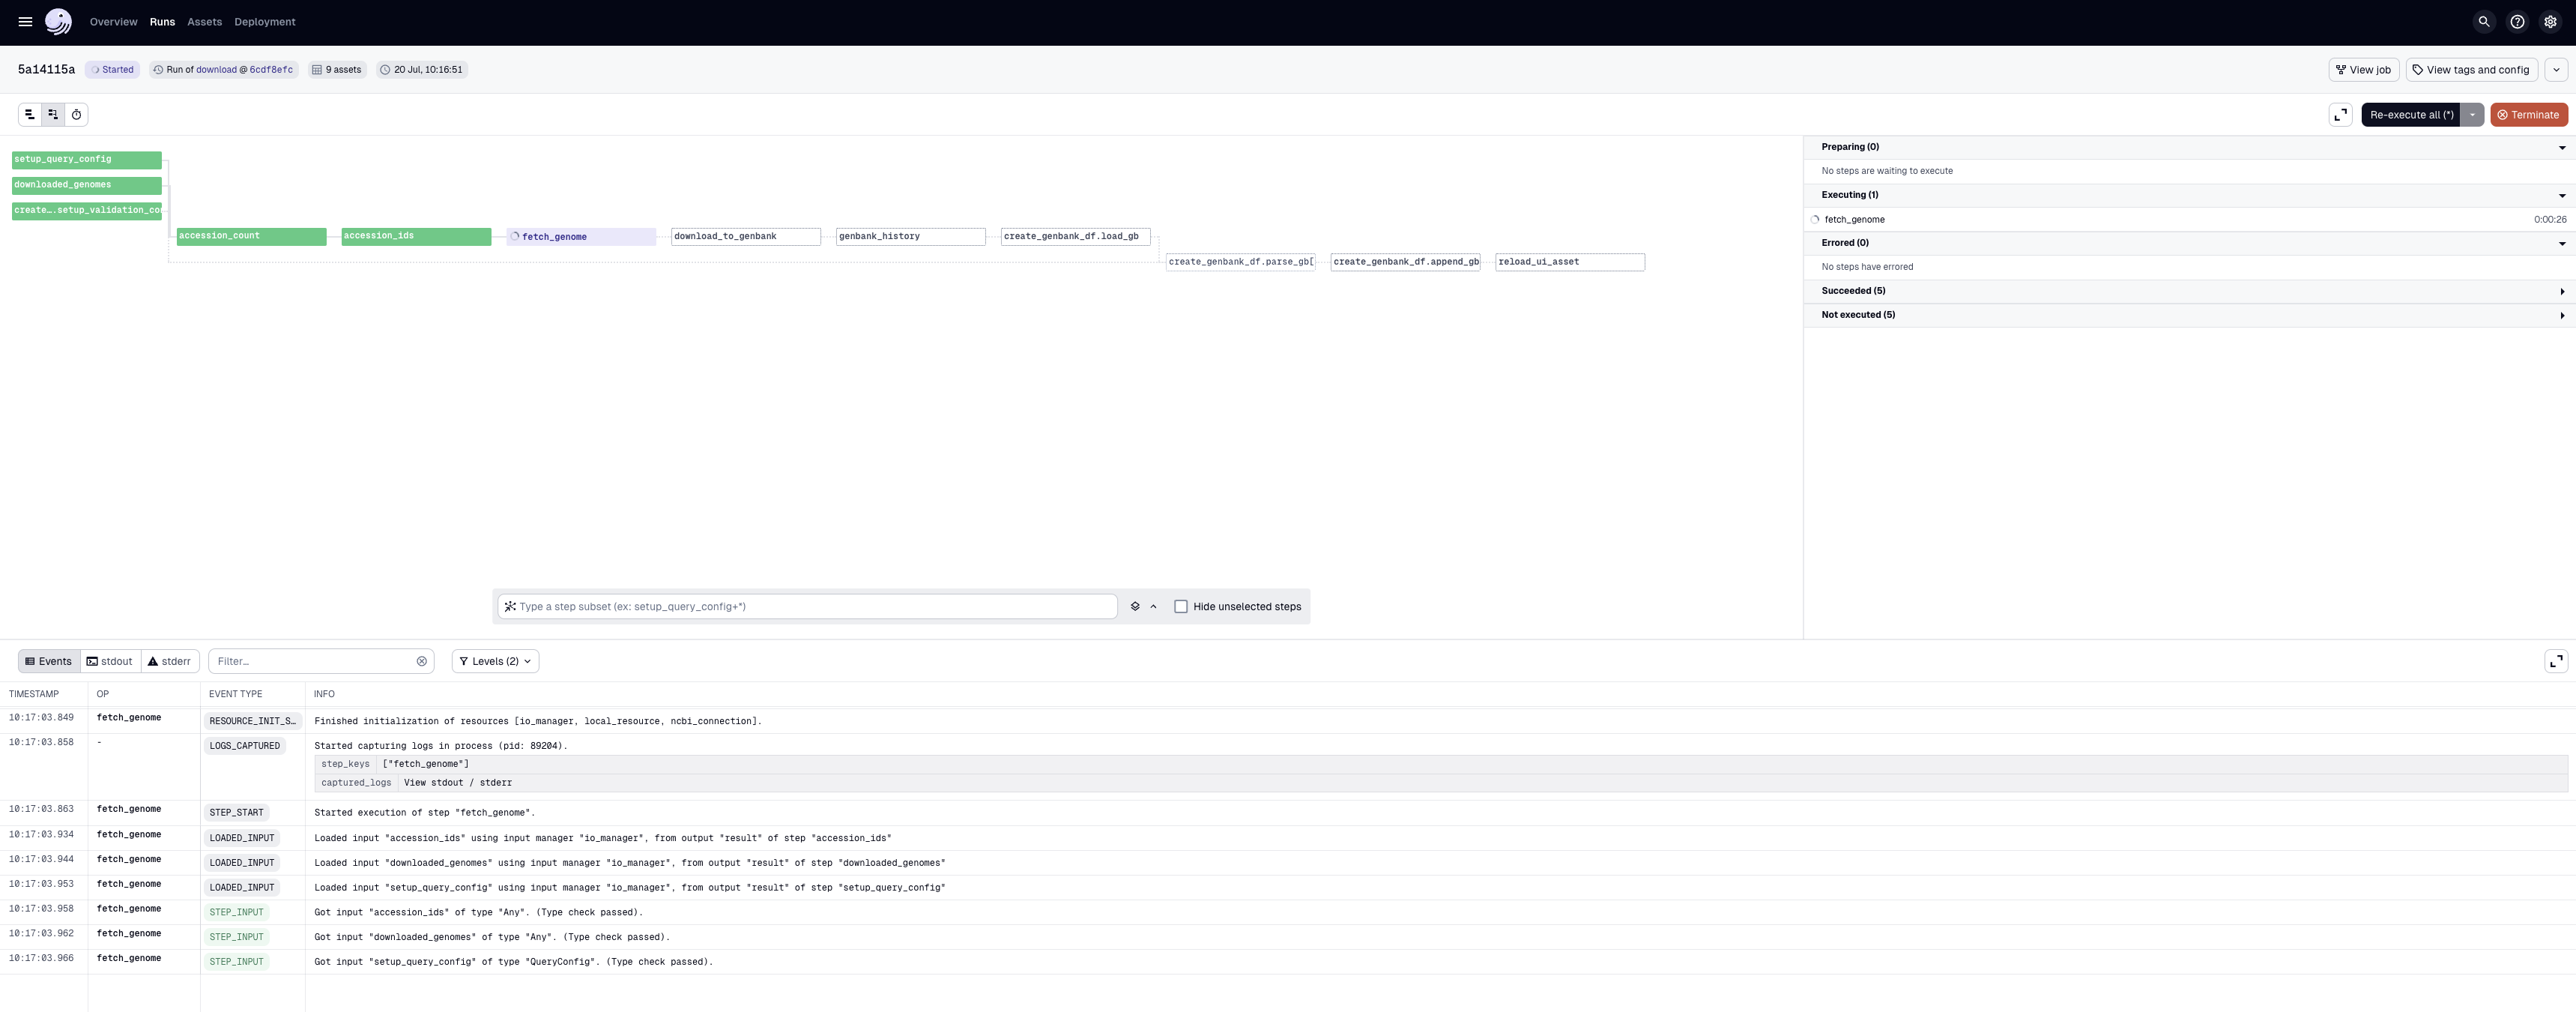 Overview Runs Assets Deployment
5a14115a Started Run of download @ 6cdf8efc 9 assets 20 Jul, 10:16:51 View job View tags and config
Re-execute all (*) Terminate
setup_query_config
downloaded_genomes
create….setup_validation_con
accession_count accession_ids fetch_genome download_to_genbank genbank_history create_genbank_df.load_gb
create_genbank_df.parse_gb[ create_genbank_df.append_gb reload_ui_asset
Preparing (0)
No steps are waiting to execute
Executing (1)
fetch_genome 0:00:26
Errored (0)
No steps have errored
Succeeded (5)
Not executed (5)
Type a step subset (ex: setup_query_config+*) Hide unselected steps
Events stdout stderr Filter… Levels (2)
TIMESTAMP OP EVENT TYPE INFO
10:17:03.849 fetch_genome RESOURCE_INIT_S… Finished initialization of resources [io_manager, local_resource, ncbi_connection].
10:17:03.858 - LOGS_CAPTURED Started capturing logs in process (pid: 89204).
step_keys ["fetch_genome"]
captured_logs View stdout / stderr
10:17:03.863 fetch_genome STEP_START Started execution of step "fetch_genome".
10:17:03.934 fetch_genome LOADED_INPUT Loaded input "accession_ids" using input manager "io_manager", from output "result" of step "accession_ids"
10:17:03.944 fetch_genome LOADED_INPUT Loaded input "downloaded_genomes" using input manager "io_manager", from output "result" of step "downloaded_genomes"
10:17:03.953 fetch_genome LOADED_INPUT Loaded input "setup_query_config" using input manager "io_manager", from output "result" of step "setup_query_config"
10:17:03.958 fetch_genome STEP_INPUT Got input "accession_ids" of type "Any". (Type check passed).
10:17:03.962 fetch_genome STEP_INPUT Got input "downloaded_genomes" of type "Any". (Type check passed).
10:17:03.966 fetch_genome STEP_INPUT Got input "setup_query_config" of type "QueryConfig". (Type check passed).